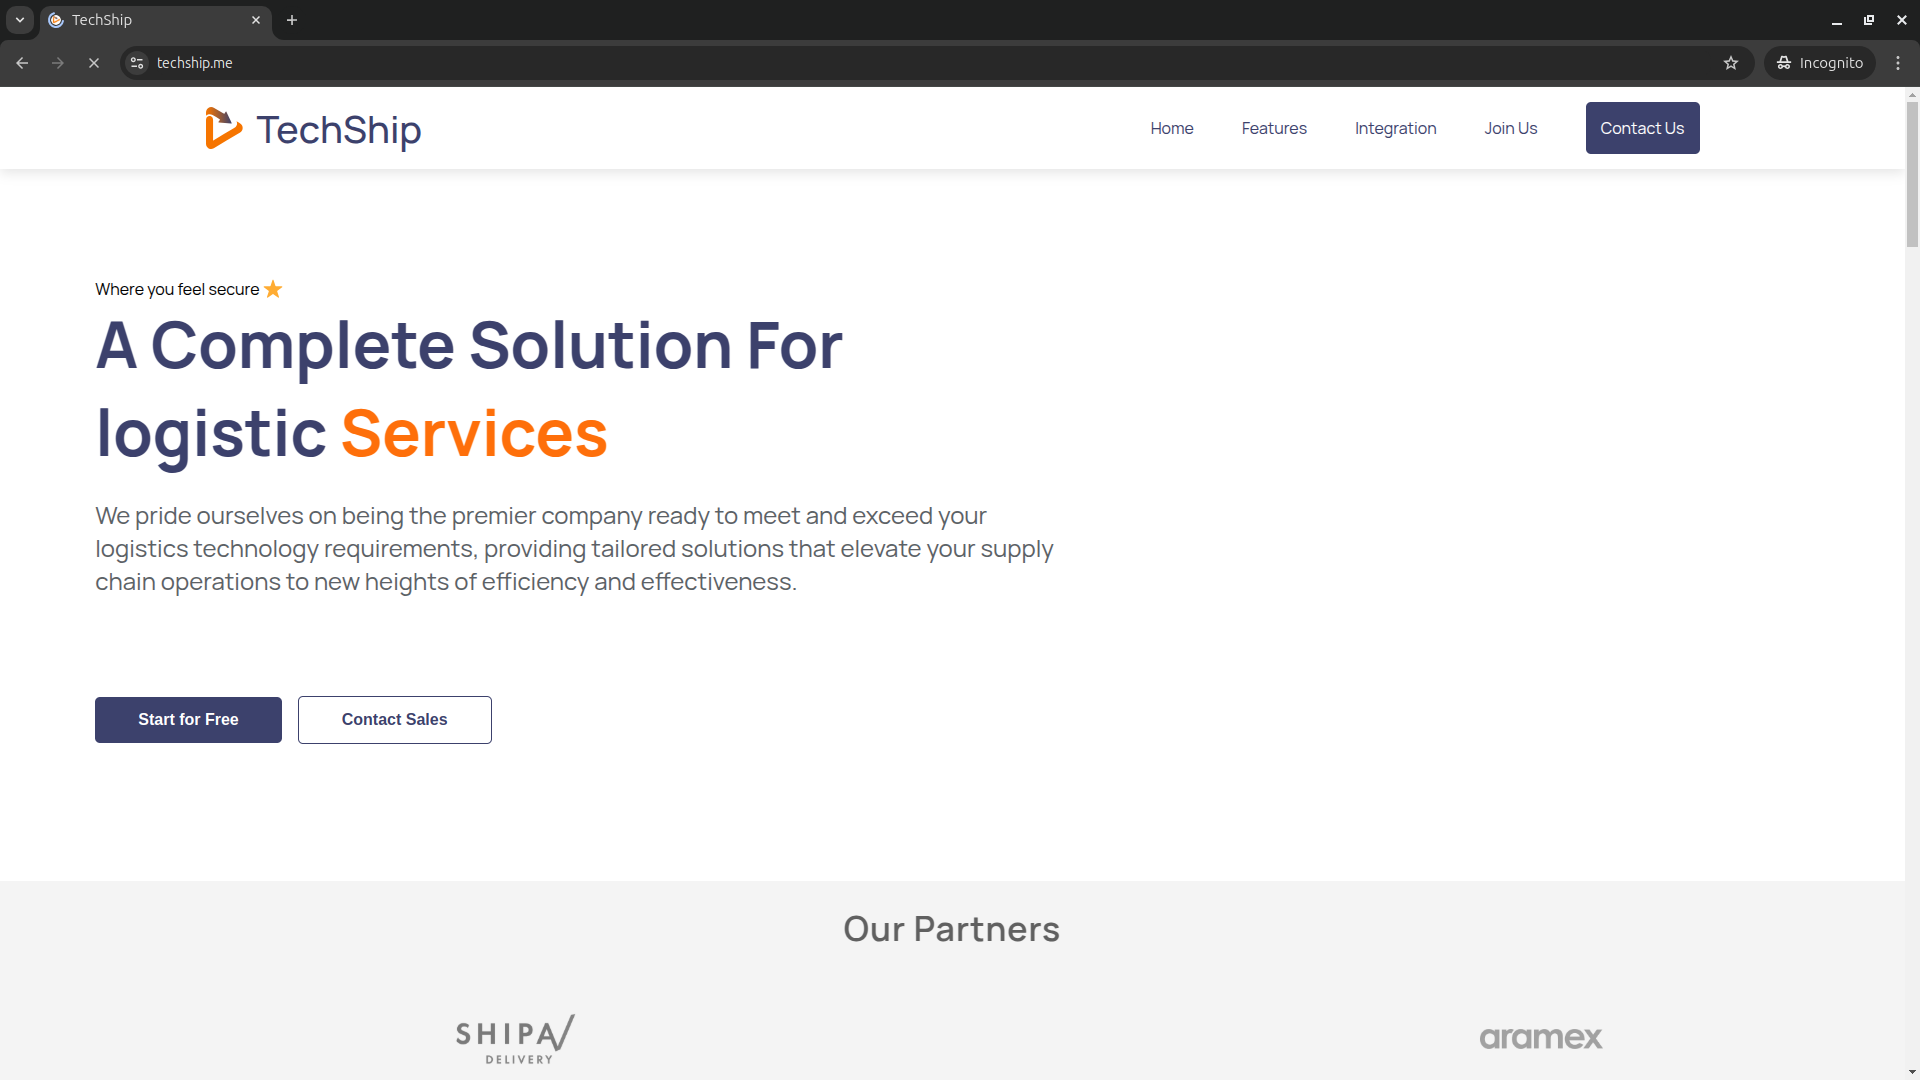 TechShip
techship.me
Incognito
TechShip
Home
Features
Integration
Join Us
Contact Us
Where you feel secure
A Complete Solution For
logistic Services
We pride ourselves on being the premier company ready to meet and exceed your
logistics technology requirements, providing tailored solutions that elevate your supply
chain operations to new heights of efficiency and effectiveness.
Start for Free
Contact Sales
Our Partners
SHIPA
DELIVERY
aramex